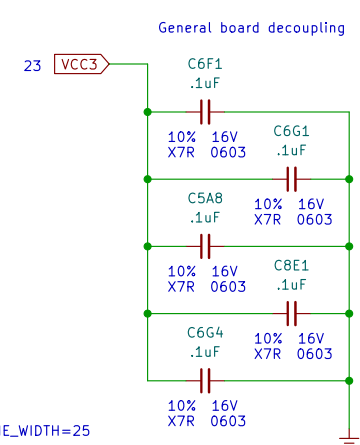 General board decoupling
23 VCC3
C6F1
.1uF
10% 16V
X7R 0603
C6G1
.1uF
10% 16V
X7R 0603
C5A8
.1uF
10% 16V
X7R 0603
C8E1
.1uF
10% 16V
X7R 0603
C6G4
.1uF
10% 16V
X7R 0603
E_WIDTH=25